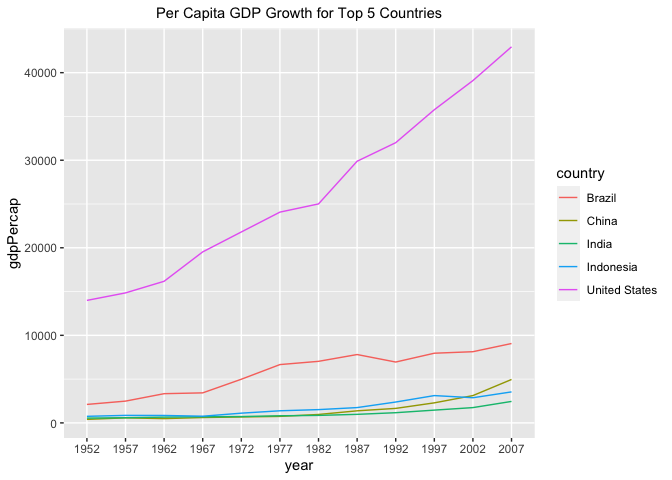 Per Capita GDP Growth for Top 5 Countries
40000
30000
20000
10000
0
gdpPercap
1952 1957 1962 1967 1972 1977 1982 1987 1992 1997 2002 2007
year
country
Brazil
China
India
Indonesia
United States